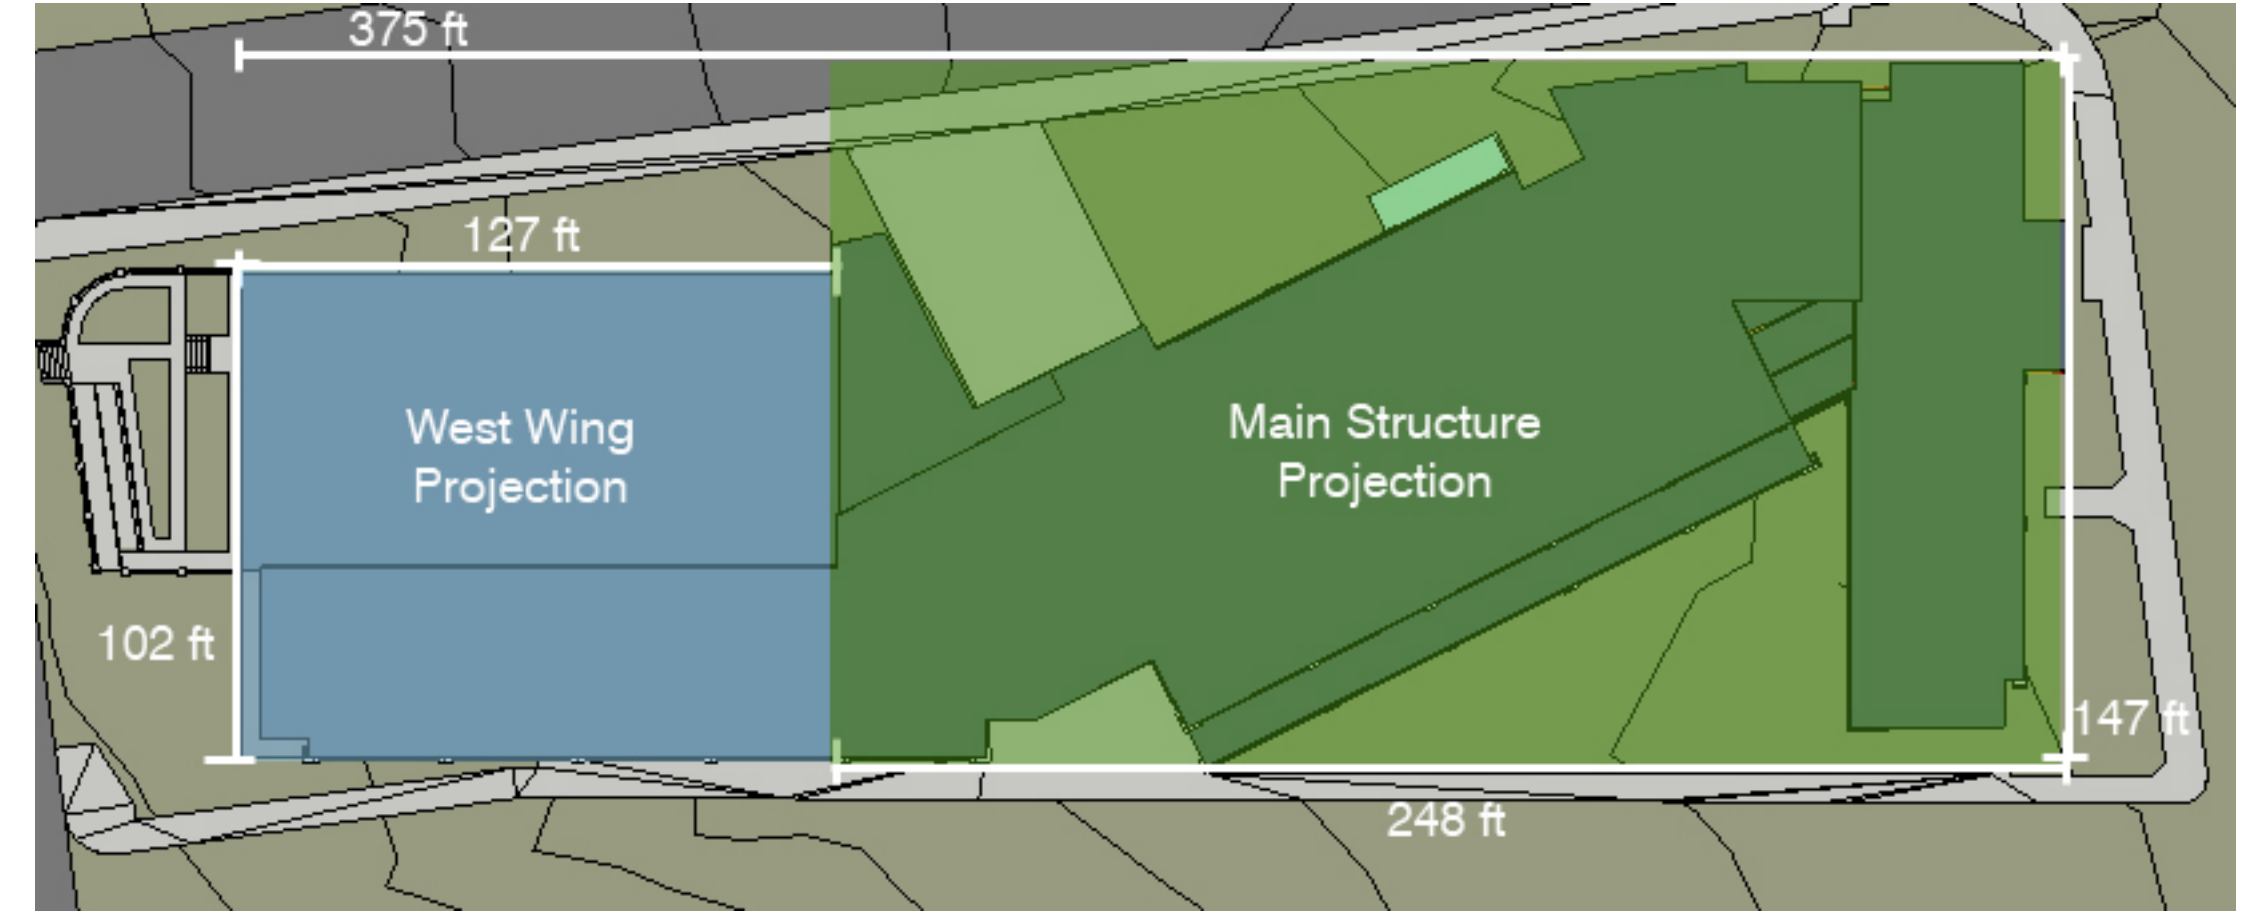 375 ft
127 ft
West Wing
Projection
Main Structure
Projection
102 ft
147 ft
248 ft